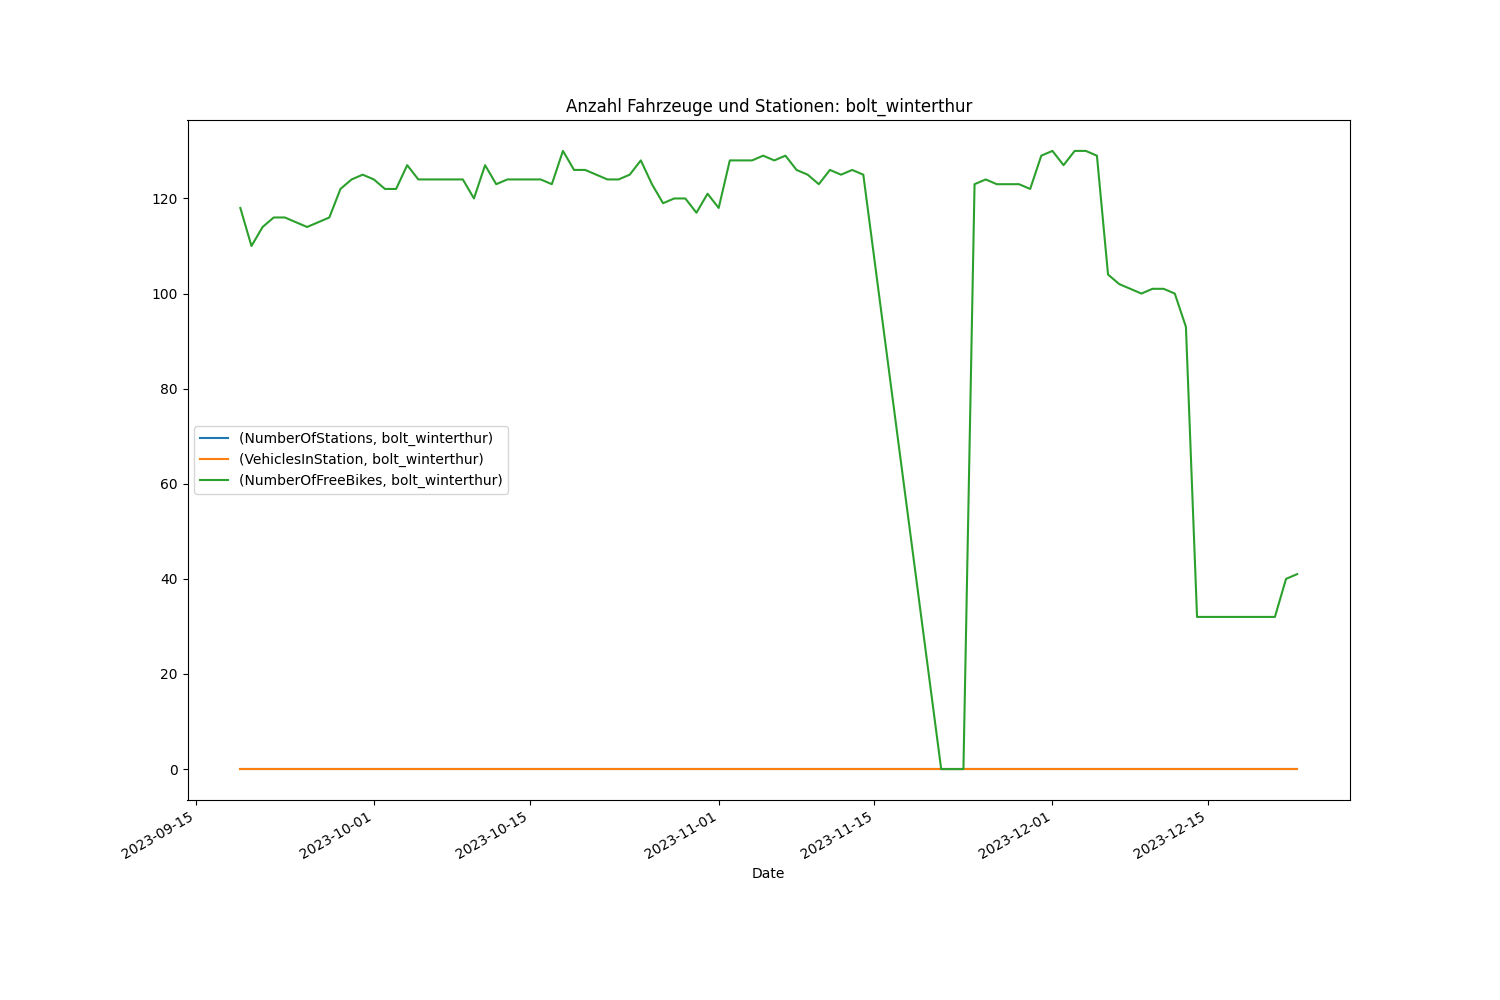 Anzahl Fahrzeuge und Stationen: bolt_winterthur
120
100
80
60
40
20
0
(NumberOfStations, bolt_winterthur)
(VehiclesInStation, bolt_winterthur)
(NumberOfFreeBikes, bolt_winterthur)
2023-09-15
2023-10-01
2023-10-15
2023-11-01
2023-11-15
2023-12-01
2023-12-15
Date